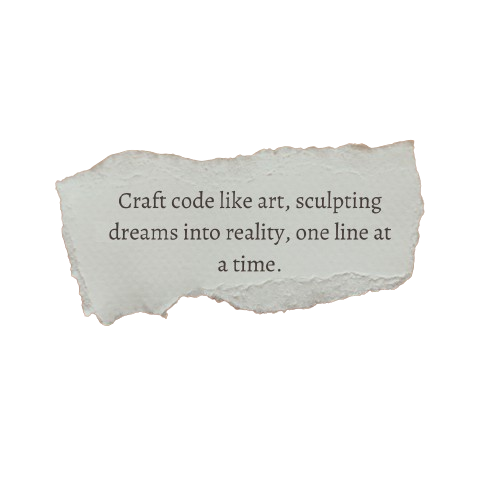 Craft code like art, sculpting
dreams into reality, one line at
a time.